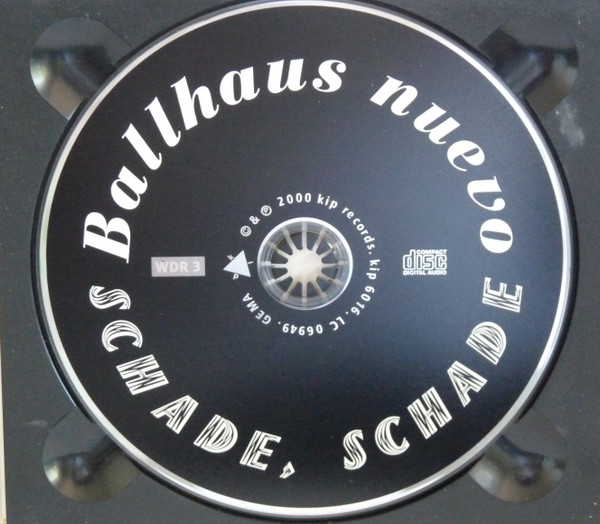 Ballhaus nuevo
SCHADE, SCHADE
© & ℗ 2000 kip records. kip 6016. LC 06949. GEMA
WDR 3
COMPACT
disc
DIGITAL AUDIO